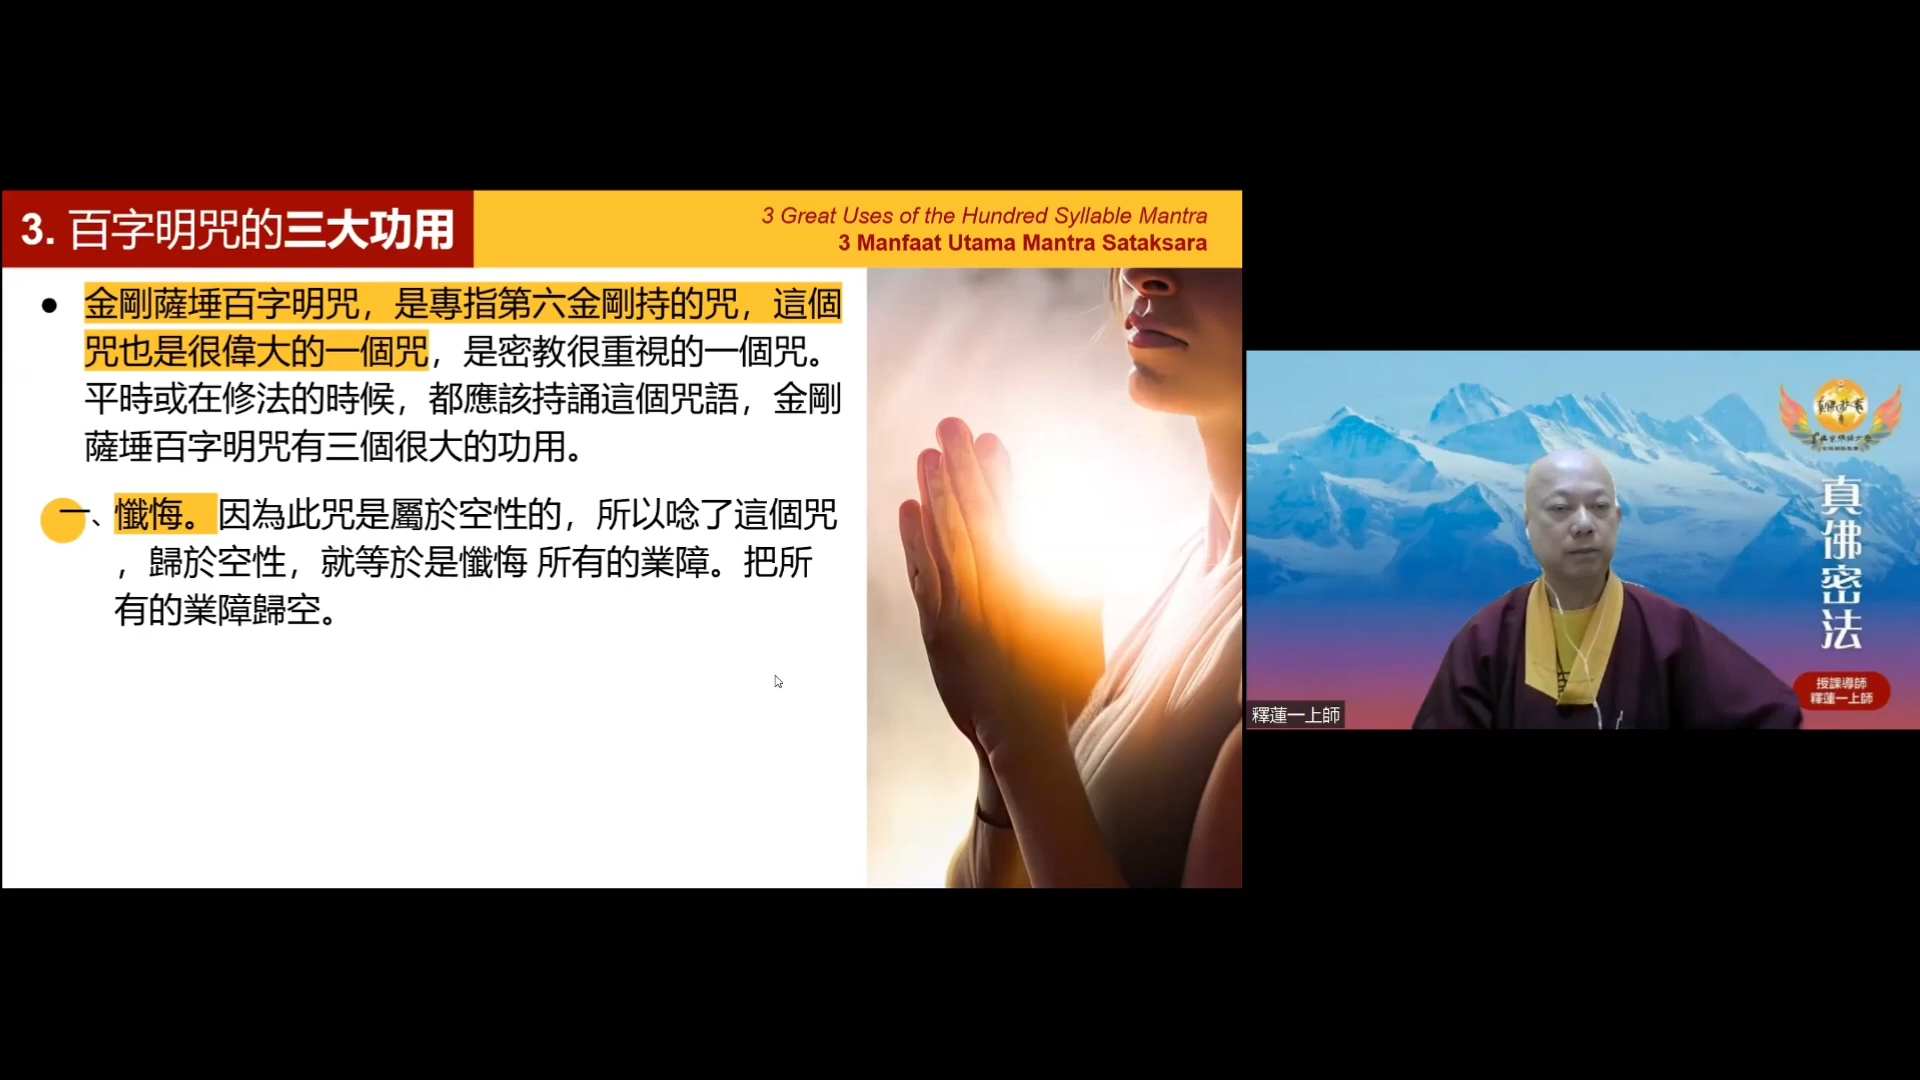 3. 百字明咒的三大功用
3 Great Uses of the Hundred Syllable Mantra
3 Manfaat Utama Mantra Sataksara
● 金剛薩埵百字明咒，是專指第六金剛持的咒，這個
咒也是很偉大的一個咒，是密教很重視的一個咒。
平時或在修法的時候，都應該持誦這個咒語，金剛
薩埵百字明咒有三個很大的功用。
一、懺悔。因為此咒是屬於空性的，所以唸了這個咒
，歸於空性，就等於是懺悔 所有的業障。把所
有的業障歸空。
真佛密法
授課導師
釋蓮一上師
釋蓮一上師